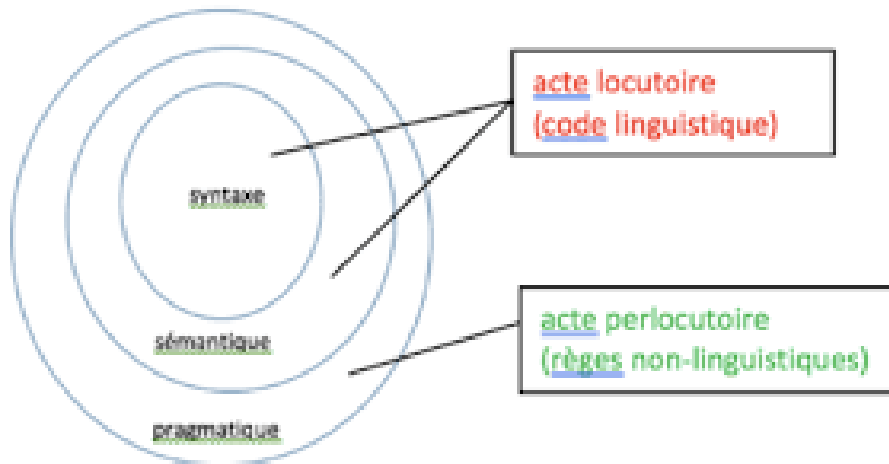 acte locutoire
(code linguistique)
syntaxe
acte perlocutoire
(règes non-linguistiques)
sémantique
pragmatique